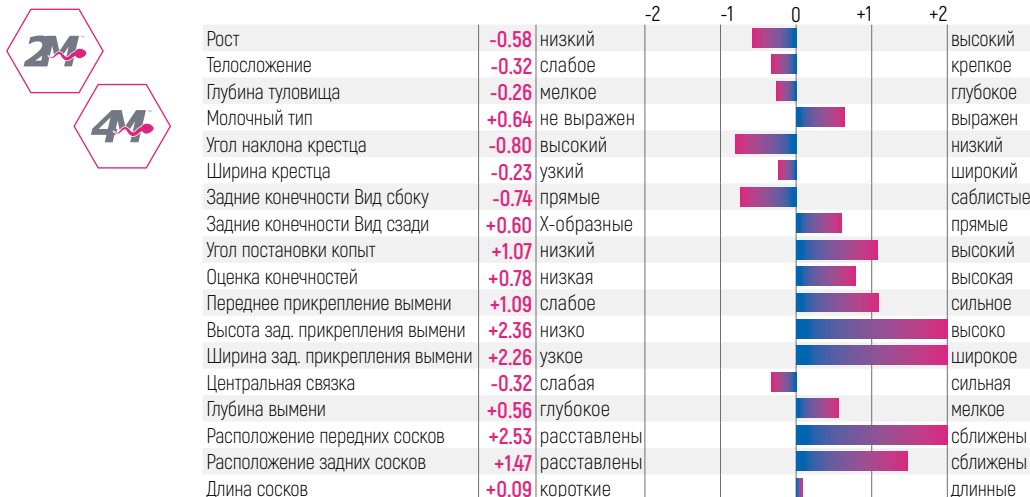 2M™
4M™
-2 -1 0 +1 +2
Рост -0.58 низкий высокий
Телосложение -0.32 слабое крепкое
Глубина туловища -0.26 мелкое глубокое
Молочный тип +0.64 не выражен выражен
Угол наклона крестца -0.80 высокий низкий
Ширина крестца -0.23 узкий широкий
Задние конечности Вид сбоку -0.74 прямые саблистые
Задние конечности Вид сзади +0.60 Х-образные прямые
Угол постановки копыт +1.07 низкий высокий
Оценка конечностей +0.78 низкая высокая
Переднее прикрепление вымени +1.09 слабое сильное
Высота зад. прикрепления вымени +2.36 низко высоко
Ширина зад. прикрепления вымени +2.26 узкое широкое
Центральная связка -0.32 слабая сильная
Глубина вымени +0.56 глубокое мелкое
Расположение передних сосков +2.53 расставлены сближены
Расположение задних сосков +1.47 расставлены сближены
Длина сосков +0.09 короткие длинные